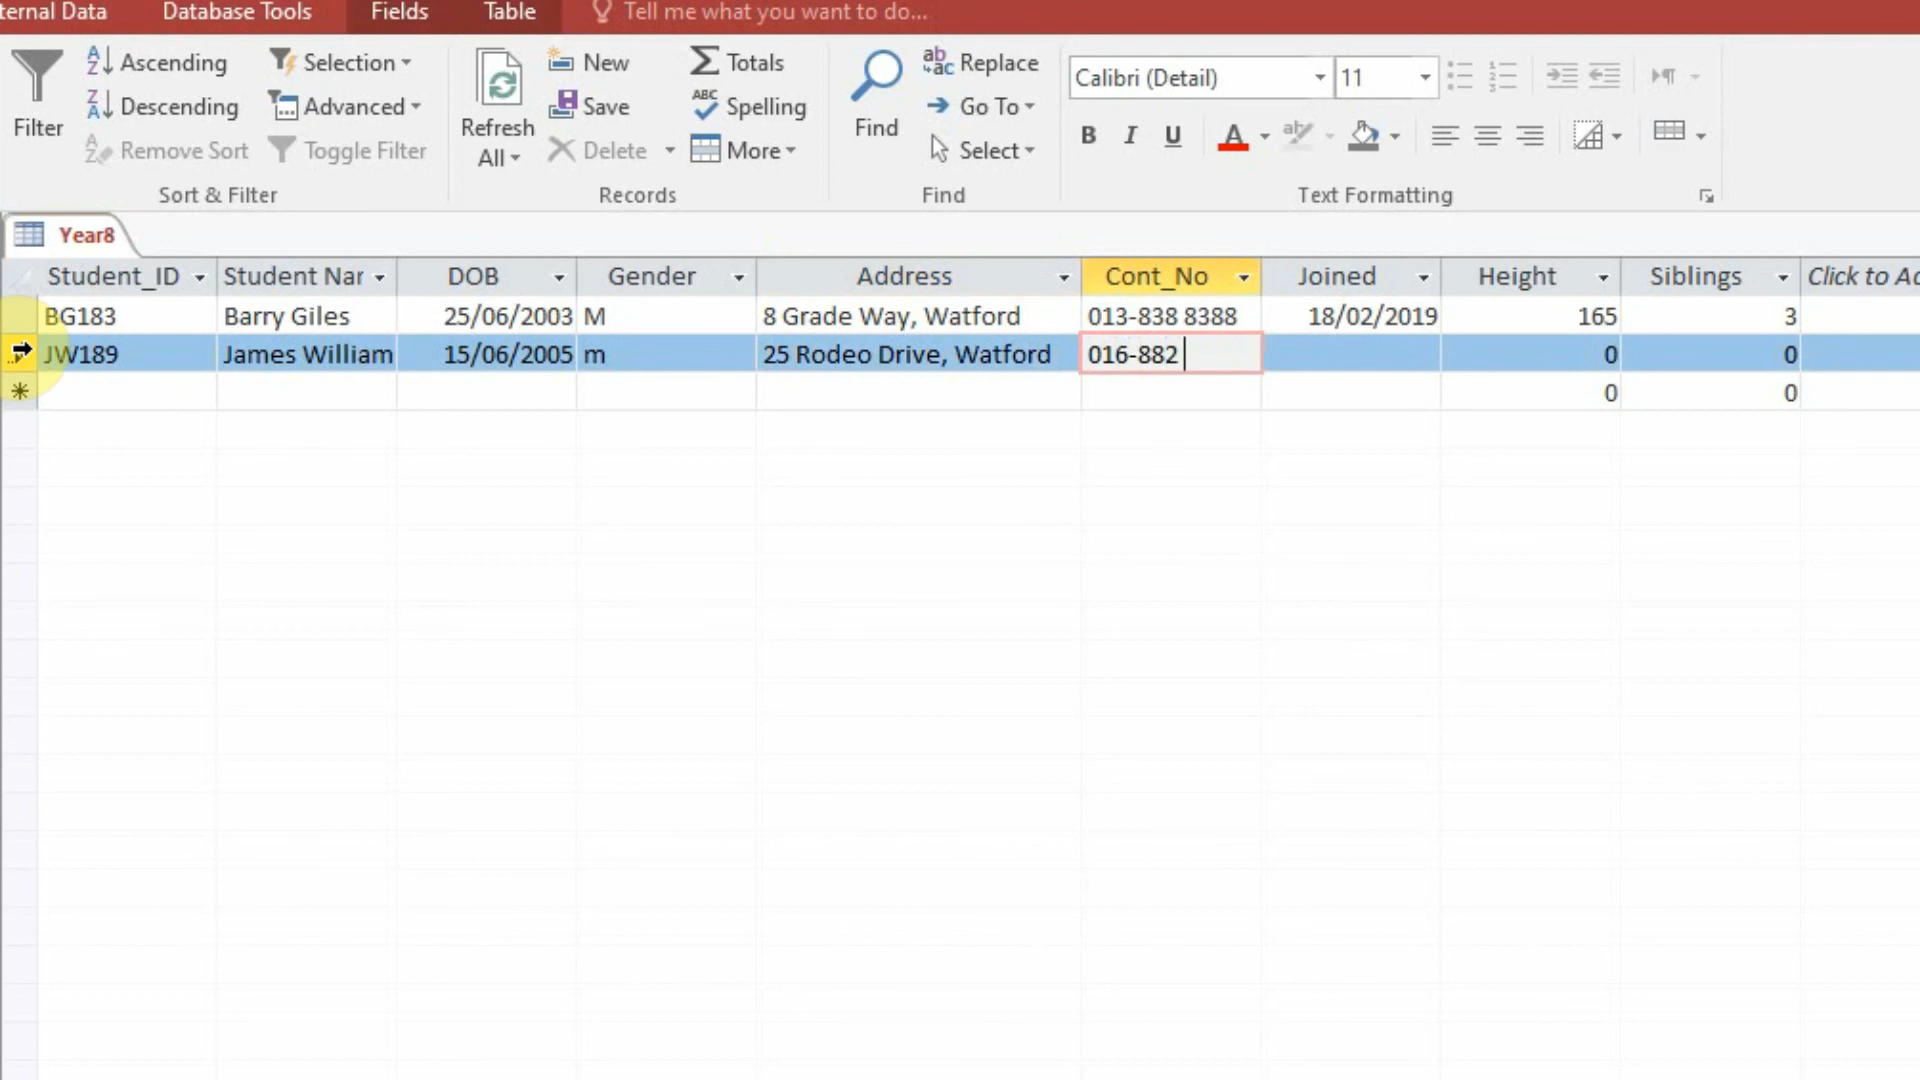 ternal Data Database Tools Fields Table Tell me what you want to do...
Filter
Ascending
Descending
Remove Sort
Selection
Advanced
Toggle Filter
Sort & Filter
Refresh
All
New
Save
Delete
Totals
Spelling
More
Records
Find
Replace
Go To
Select
Find
Calibri (Detail) 11
B I U A
Text Formatting
Year8
Student_ID Student Nar DOB Gender Address Cont_No Joined Height Siblings Click to Ad
BG183 Barry Giles 25/06/2003 M 8 Grade Way, Watford 013-838 8388 18/02/2019 165 3
JW189 James William 15/06/2005 m 25 Rodeo Drive, Watford 016-882 0 0
0 0